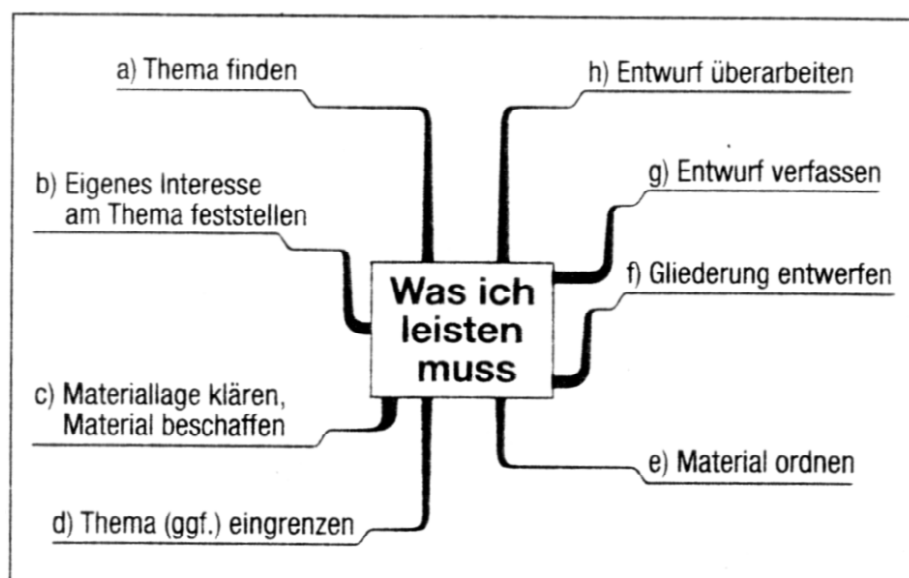 a) Thema finden
b) Eigenes Interesse
am Thema feststellen
c) Materiallage klären,
Material beschaffen
d) Thema (ggf.) eingrenzen
Was ich
leisten
muss
h) Entwurf überarbeiten
g) Entwurf verfassen
f) Gliederung entwerfen
e) Material ordnen